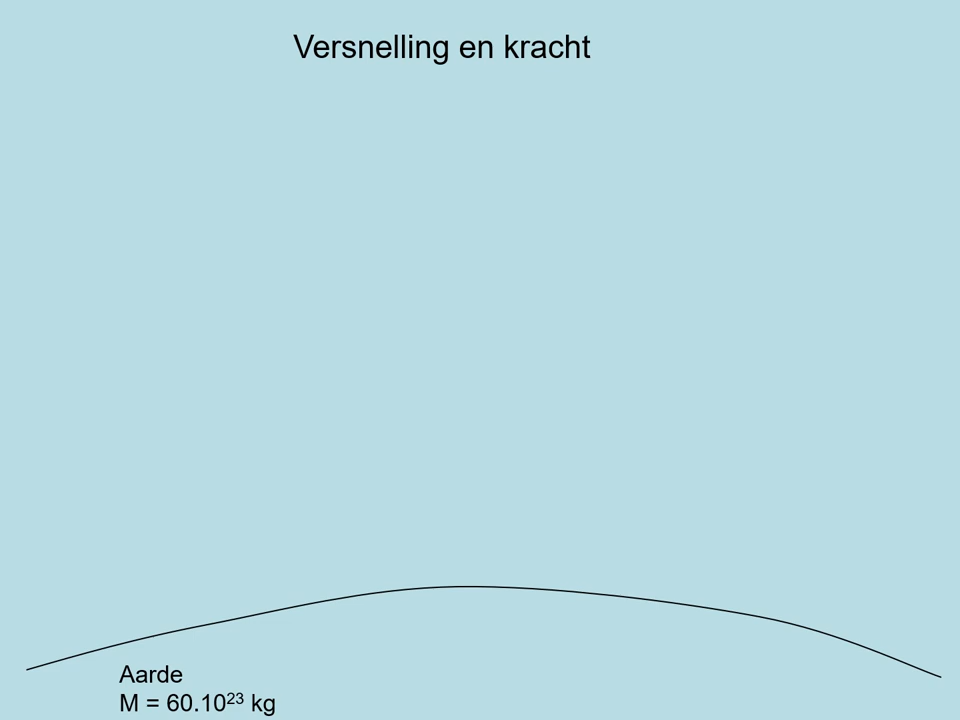 Versnelling en kracht
Aarde
M = 60.10²³ kg